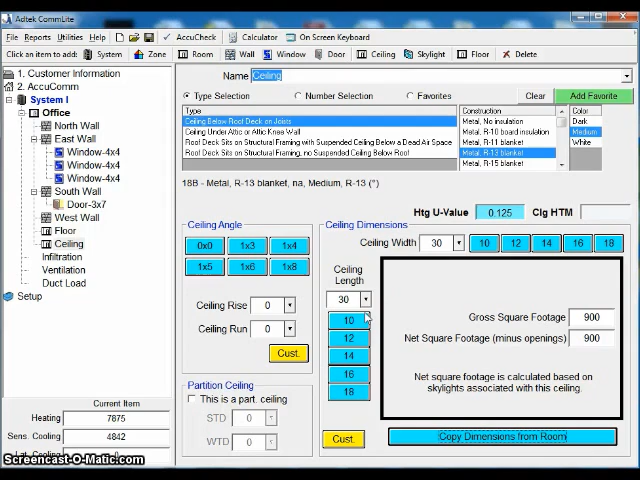 Adtek CommLite
File Reports Utilities AccuCheck Calculator On Screen Keyboard
Click an item to add: System Zone Room Wall Window Door Ceiling Skylight Floor Delete
1. Customer Information
2. AccuComm
System I
Office
North Wall
East Wall
Window-4x4
Window-4x4
Window-4x4
South Wall
Door-3x7
West Wall
Floor
Ceiling
Infiltration
Ventilation
Duct Load
Setup
Current Item
Heating 7875
Sens. Cooling 4842
Lat. Cooling 0
Name Ceiling
Type Selection Number Selection Favorites Clear Add Favorite
Type
Ceiling Below Roof Deck on Joists
Ceiling Under Attic or Attic Knee Wall
Roof Deck Sits on Structural Framing with Suspended Ceiling Below a Dead Air Space
Roof Deck Sits on Structural Framing, no Suspended Ceiling Below Roof
Construction
Metal, No insulation
Metal, R-10 board insulation
Metal, R-13 blanket
Metal, R-15 blanket
Color
Dark
Medium
White
18B - Metal, R-13 blanket, na, Medium, R-13 (*)
Htg U-Value 0.125 Clg HTM
Ceiling Angle
0x0 1x3 1x4
1x5 1x6 1x8
Ceiling Rise 0
Ceiling Run 0
Cust.
Partition Ceiling
This is a part. ceiling
STD 0
WTD 0
Ceiling Dimensions
Ceiling Width 30 10 12 14 16 18
Ceiling
Length
30
10
12
14
16
18
Cust.
Gross Square Footage 900
Net Square Footage (minus openings) 900
Net square footage is calculated based on
skylights associated with this ceiling.
Copy Dimensions from Room
Screencast-O-Matic.com